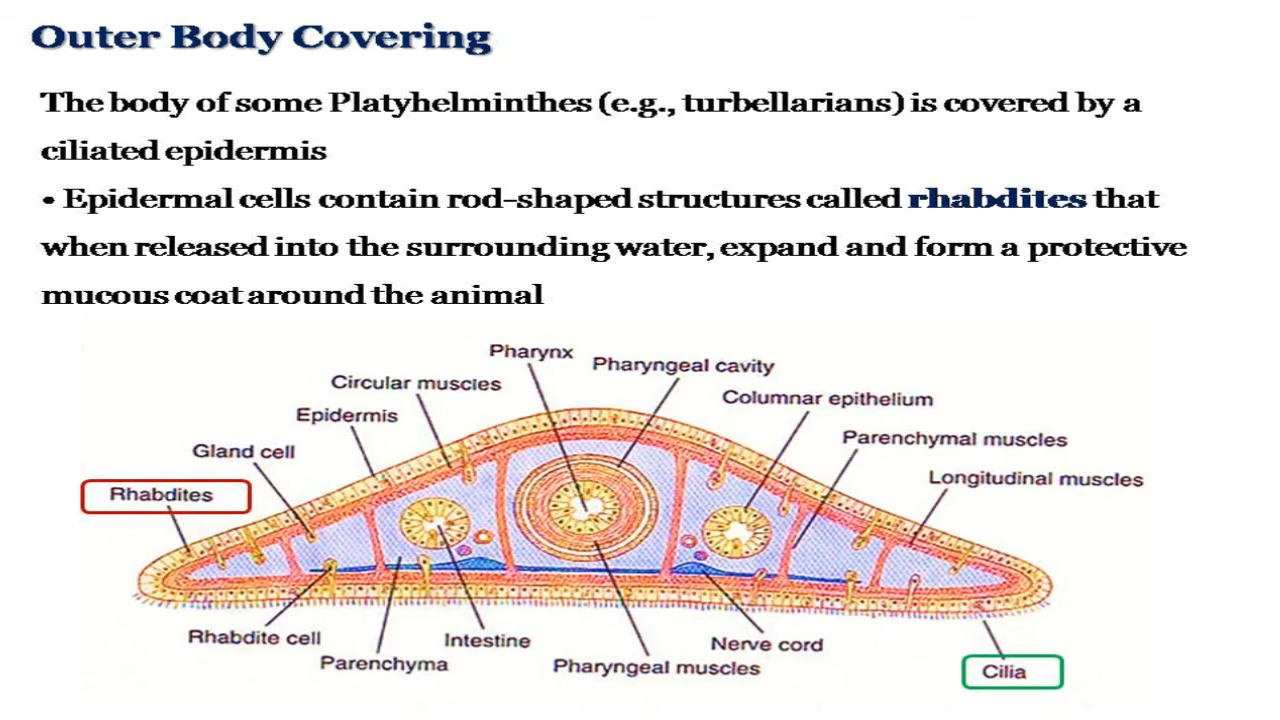 Outer Body Covering
The body of some Platyhelminthes (e.g., turbellarians) is covered by a
ciliated epidermis
• Epidermal cells contain rod-shaped structures called rhabdites that
when released into the surrounding water, expand and form a protective
mucous coat around the animal
Pharynx
Pharyngeal cavity
Circular muscles
Columnar epithelium
Epidermis
Parenchymal muscles
Gland cell
Longitudinal muscles
Rhabdites
Rhabdite cell
Intestine
Nerve cord
Parenchyma
Pharyngeal muscles
Cilia